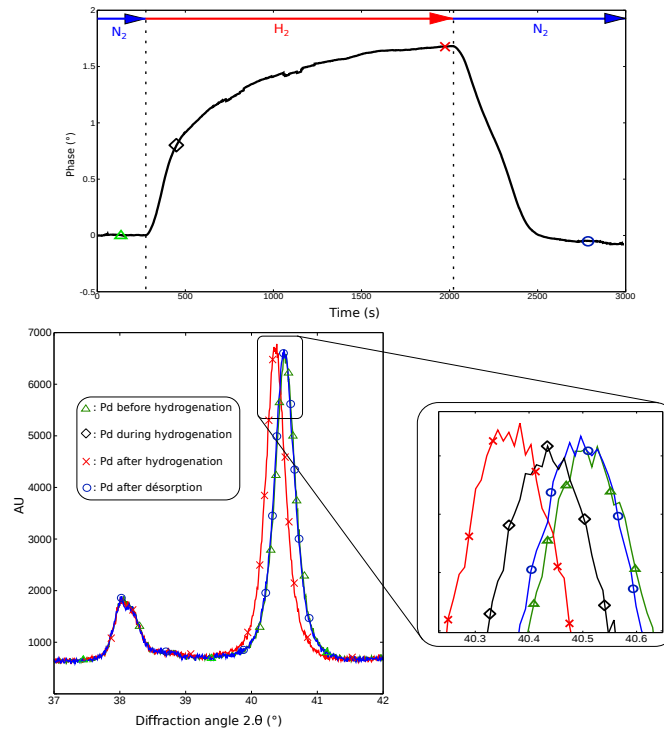 N2 H2 N2
2
1.5
1
0.5
0
-0.5
Phase (°)
0 500 1000 1500 2000 2500 3000
Time (s)
7000
6000
5000
4000
3000
2000
1000
AU
: Pd before hydrogenation
: Pd during hydrogenation
: Pd after hydrogenation
: Pd after désorption
37 38 39 40 41 42
Diffraction angle 2.θ (°)
40.3 40.4 40.5 40.6